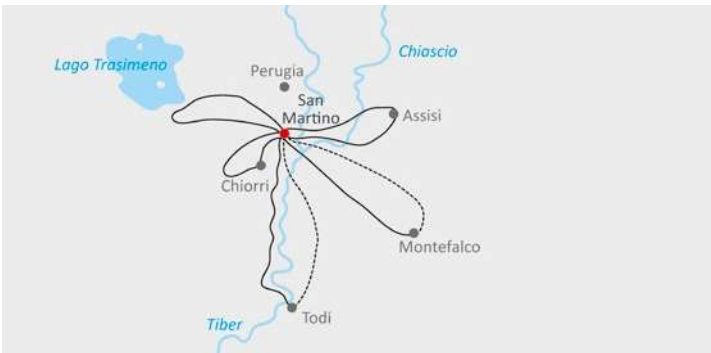 Chiascio
Lago Trasimeno
Perugia
San
Martino
Assisi
Chiorri
Montefalco
Todi
Tiber